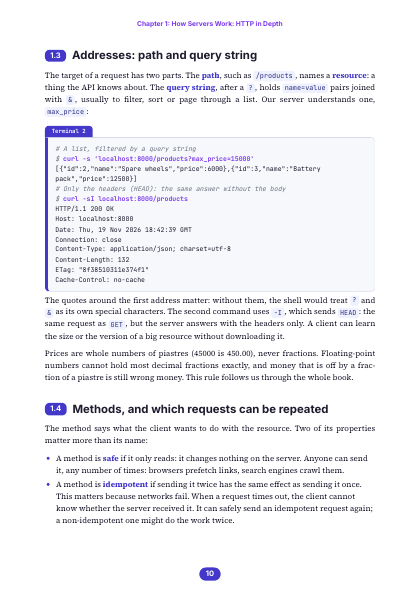 Chapter 1: How Servers Work: HTTP in Depth
1.3 Addresses: path and query string
The target of a request has two parts. The path, such as /products, names a resource: a
thing the API knows about. The query string, after a ?, holds name=value pairs joined
with &, usually to filter, sort or page through a list. Our server understands one,
max_price:
Terminal 2
# A list, filtered by a query string
$ curl -s 'localhost:8000/products?max_price=15000'
[{"id":2,"name":"Spare wheels","price":6000},{"id":3,"name":"Battery
pack","price":12500}]
# Only the headers (HEAD): the same answer without the body
$ curl -sI localhost:8000/products
HTTP/1.1 200 OK
Host: localhost:8000
Date: Thu, 19 Nov 2026 18:42:39 GMT
Connection: close
Content-Type: application/json; charset=utf-8
Content-Length: 132
ETag: "8f38510311e374f1"
Cache-Control: no-cache
The quotes around the first address matter: without them, the shell would treat ? and
& as its own special characters. The second command uses -I, which sends HEAD: the
same request as GET, but the server answers with the headers only. A client can learn
the size or the version of a big resource without downloading it.
Prices are whole numbers of piastres (45000 is 450.00), never fractions. Floating-point
numbers cannot hold most decimal fractions exactly, and money that is off by a frac-
tion of a piastre is still wrong money. This rule follows us through the whole book.
1.4 Methods, and which requests can be repeated
The method says what the client wants to do with the resource. Two of its properties
matter more than its name:
• A method is safe if it only reads: it changes nothing on the server. Anyone can send
it, any number of times: browsers prefetch links, search engines crawl them.
• A method is idempotent if sending it twice has the same effect as sending it once.
This matters because networks fail. When a request times out, the client cannot
know whether the server received it. It can safely send an idempotent request again;
a non-idempotent one might do the work twice.
10